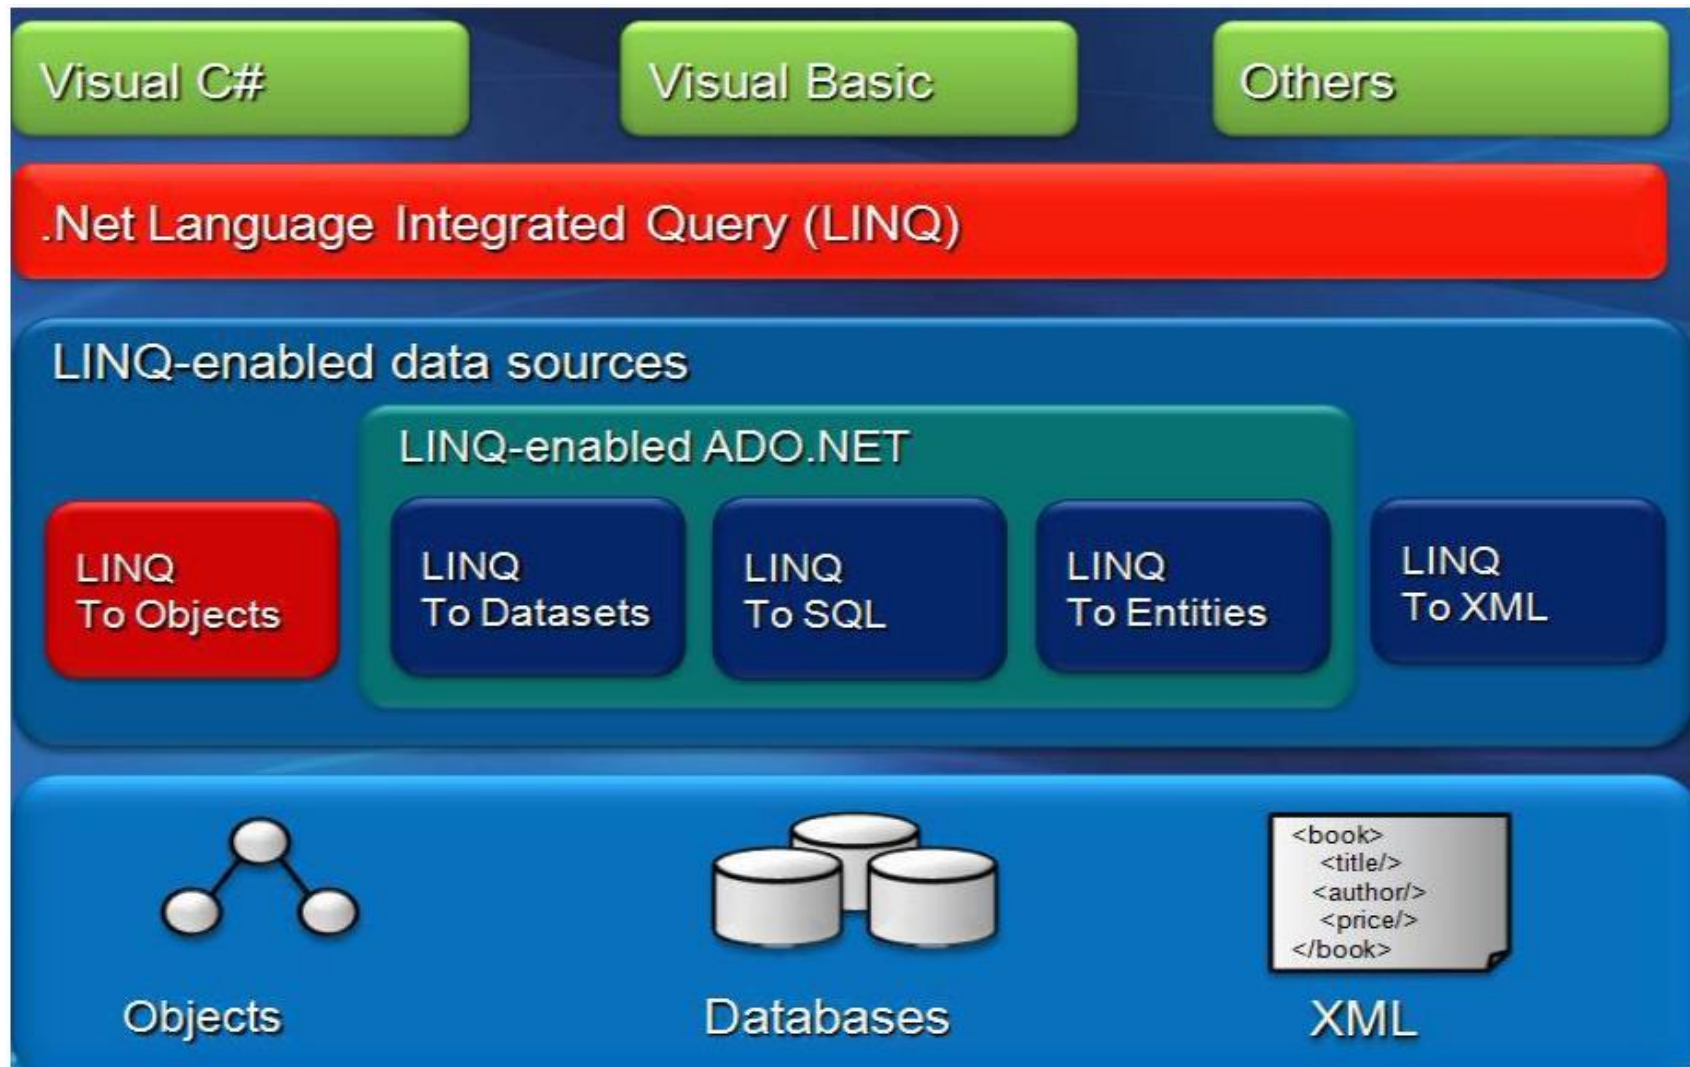 Visual C#
Visual Basic
Others
.Net Language Integrated Query (LINQ)
LINQ-enabled data sources
LINQ-enabled ADO.NET
LINQ
To Objects
LINQ
To Datasets
LINQ
To SQL
LINQ
To Entities
LINQ
To XML
<book>
<title/>
<author/>
<price/>
</book>
Objects
Databases
XML